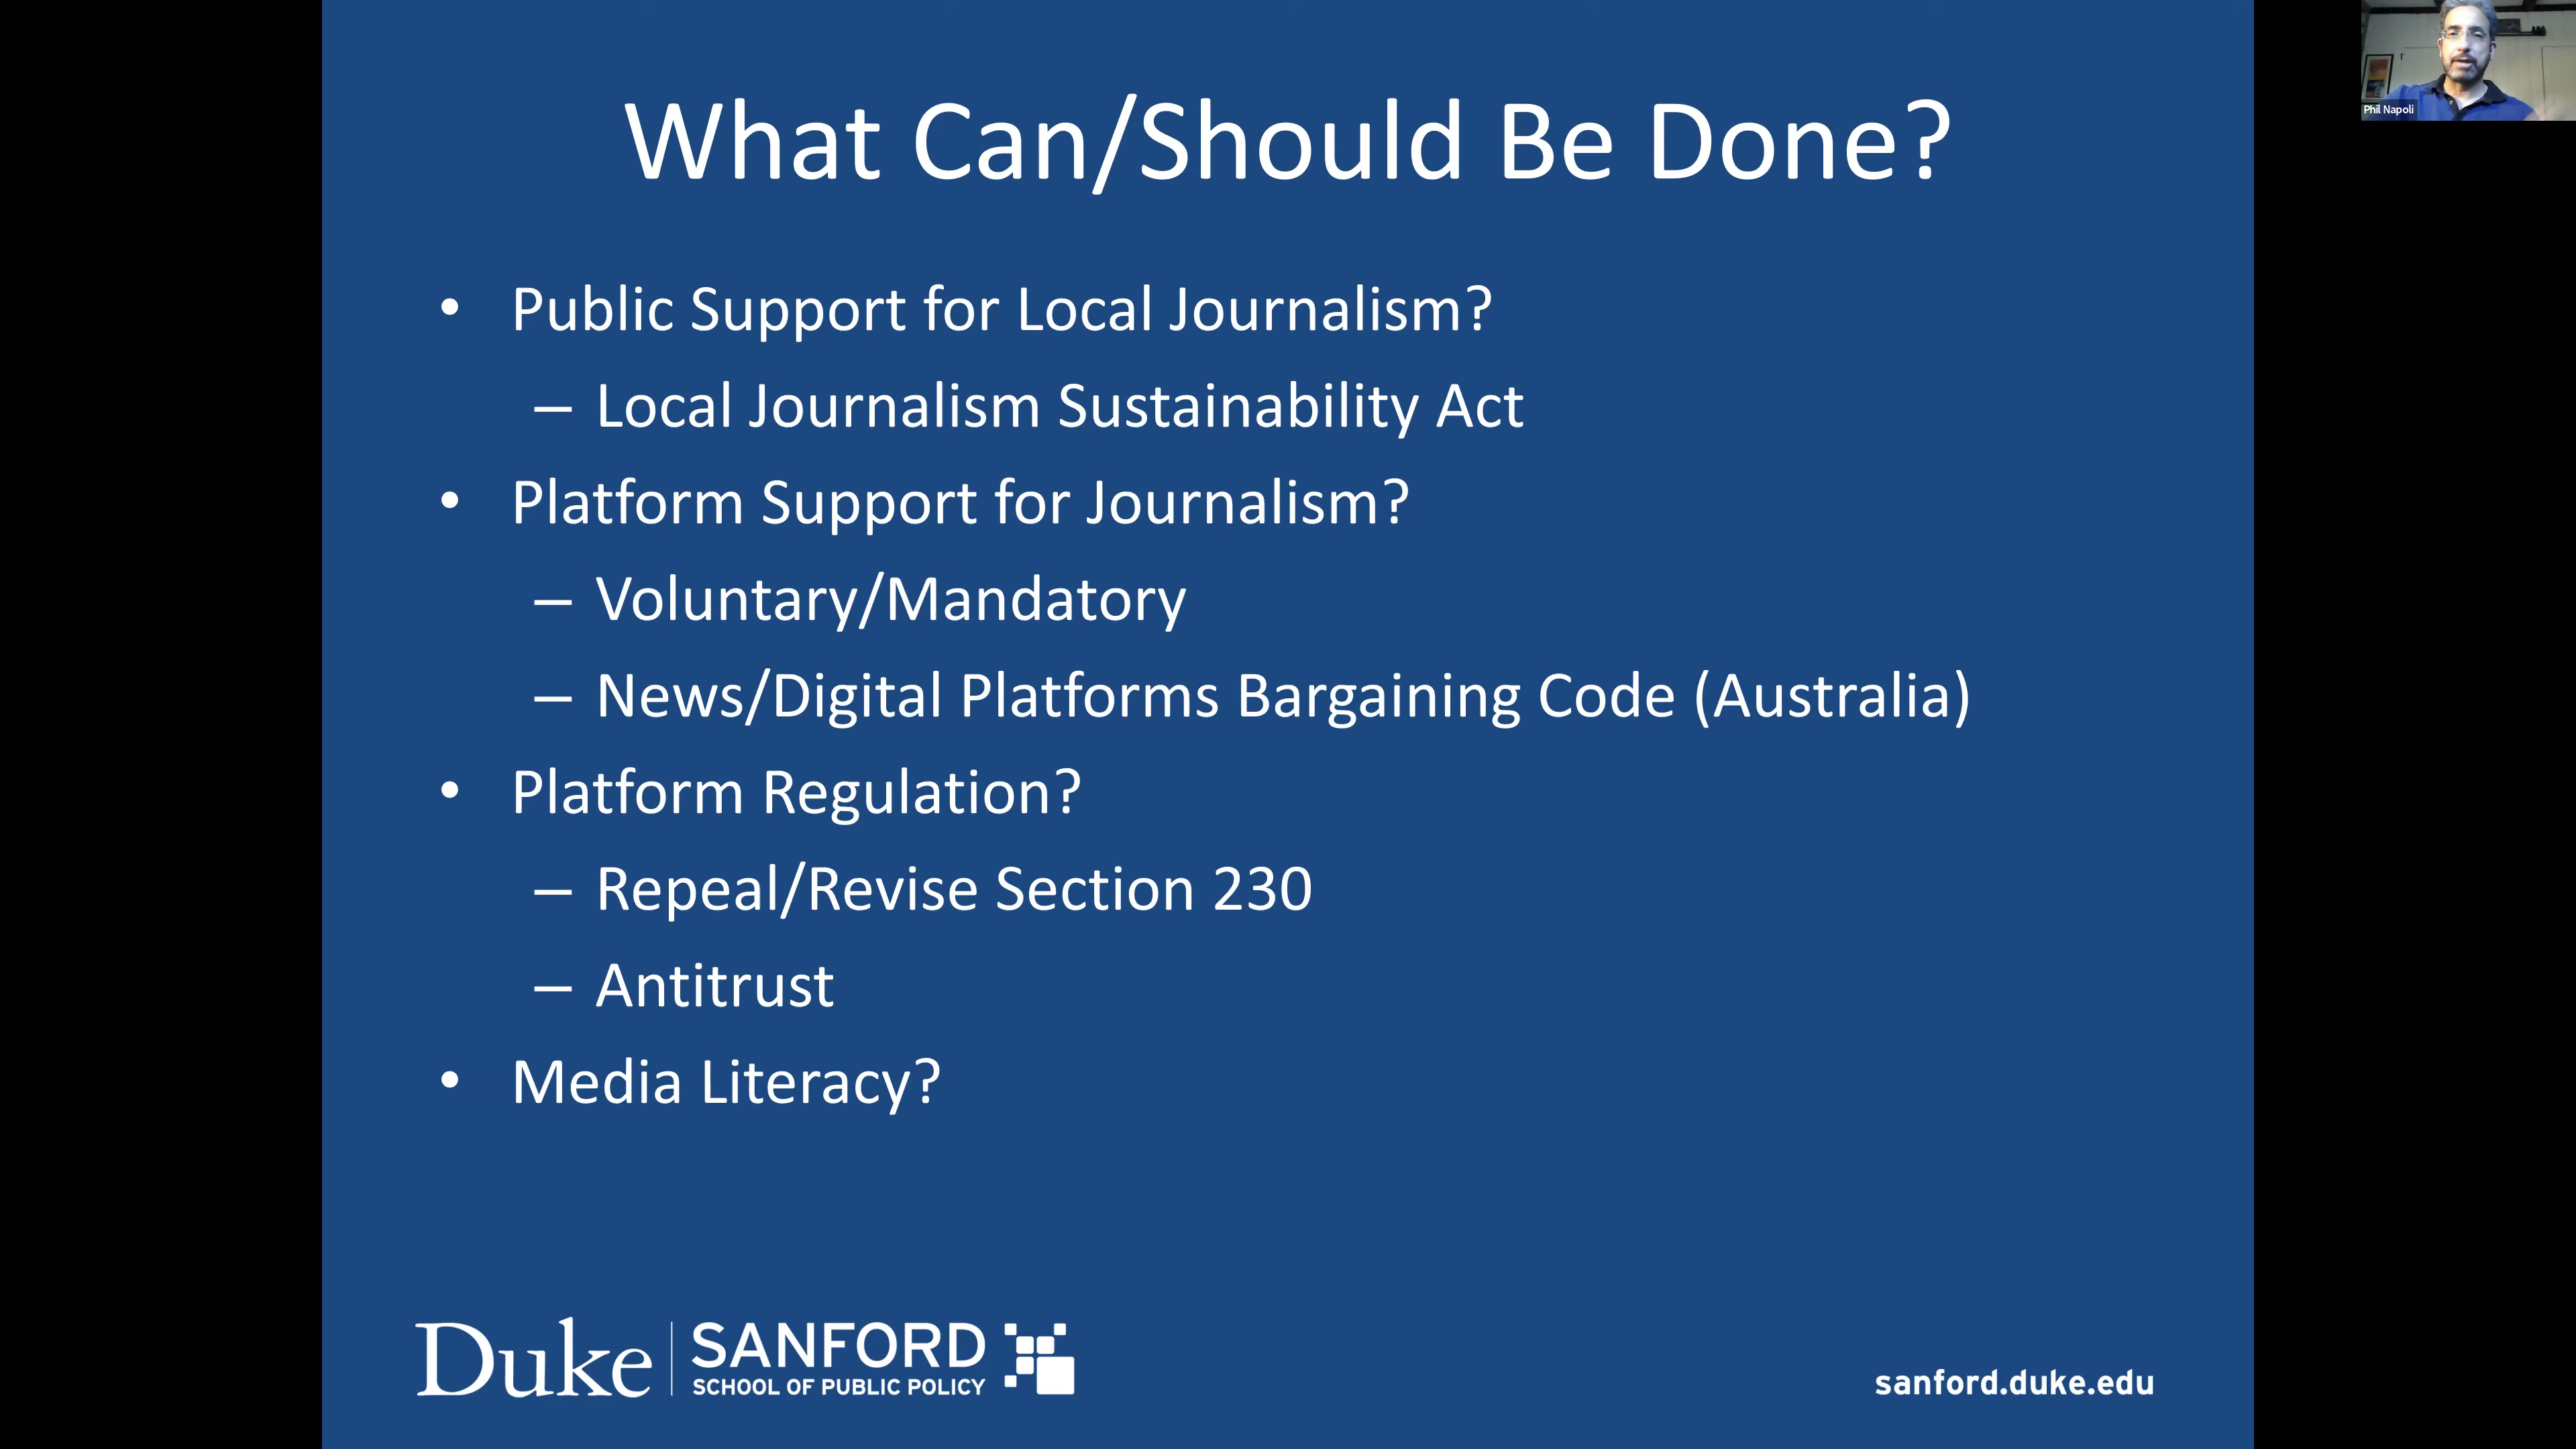 What Can/Should Be Done?
• Public Support for Local Journalism?
– Local Journalism Sustainability Act
• Platform Support for Journalism?
– Voluntary/Mandatory
– News/Digital Platforms Bargaining Code (Australia)
• Platform Regulation?
– Repeal/Revise Section 230
– Antitrust
• Media Literacy?
Duke SANFORD
SCHOOL OF PUBLIC POLICY
sanford.duke.edu
Phil Napoli